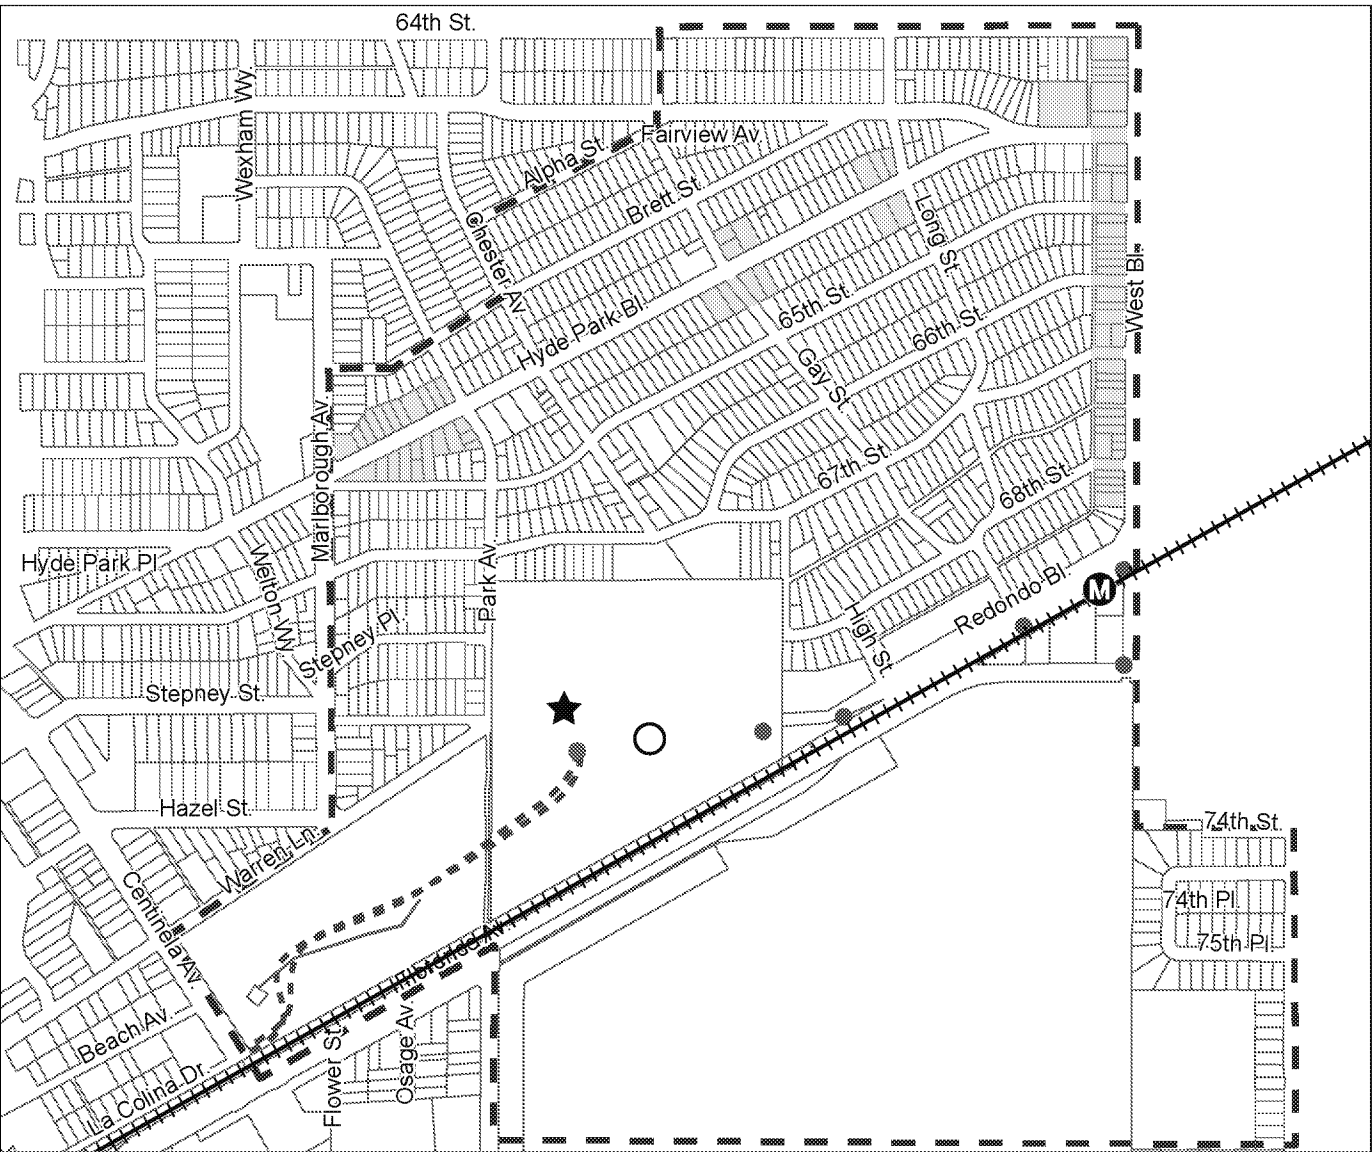 64th St.
Wexham Wy.
Fairview Av
Alpha St.
Brett St.
Chester Av
Long St
West Bl.
Hyde Park Bl.
65th St.
66th St.
Gay St
Marlborough Av.
67th St.
68th St.
Hyde Park Pl.
Welton Wy
Park Av.
Redondo Bl.
M
Stepney Pl.
High St.
Stepney St.
Hazel St.
74th St.
Warren Ln.
Centinela Av.
74th Pl.
75th Pl.
Florence Av.
Beach Av.
La Colina Dr.
Flower St.
Osage Av.